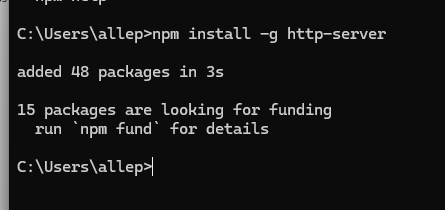 C:\Users\allep>npm install -g http-server
added 48 packages in 3s
15 packages are looking for funding
  run `npm fund` for details
C:\Users\allep>